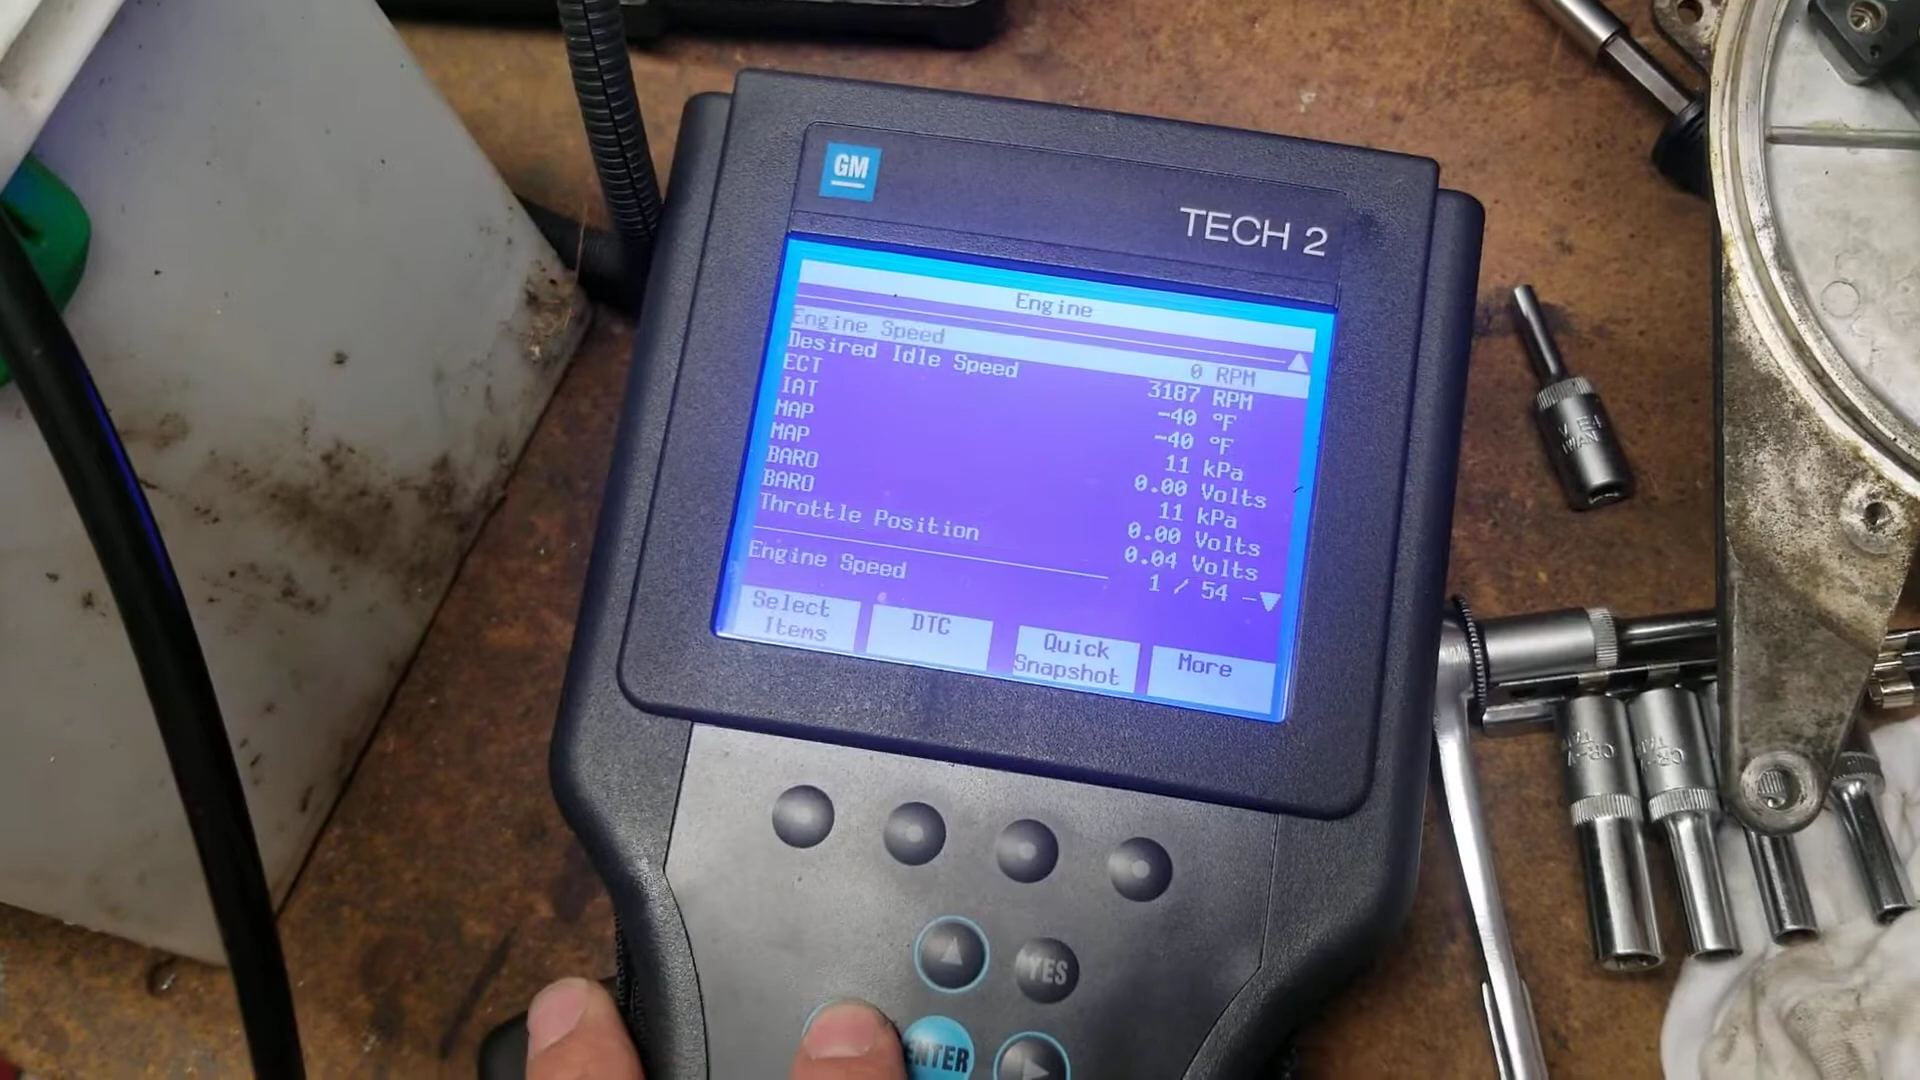 GM
TECH 2
Engine
Engine Speed 0 RPM
Desired Idle Speed 3187 RPM
ECT -40 °F
IAT -40 °F
MAP 11 kPa
MAP 0.00 Volts
BARO 11 kPa
BARO 0.00 Volts
Throttle Position 0.04 Volts
Engine Speed 1 / 54
Select Items
DTC
Quick Snapshot
More
YES
ENTER